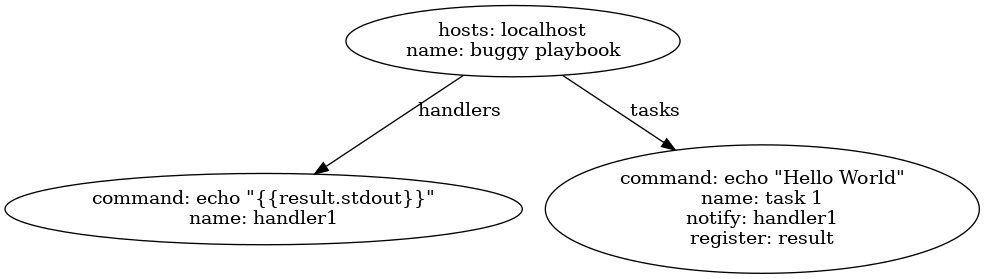 hosts: localhost
name: buggy playbook
handlers
tasks
command: echo "{{result.stdout}}"
name: handler1
command: echo "Hello World"
name: task 1
notify: handler1
register: result